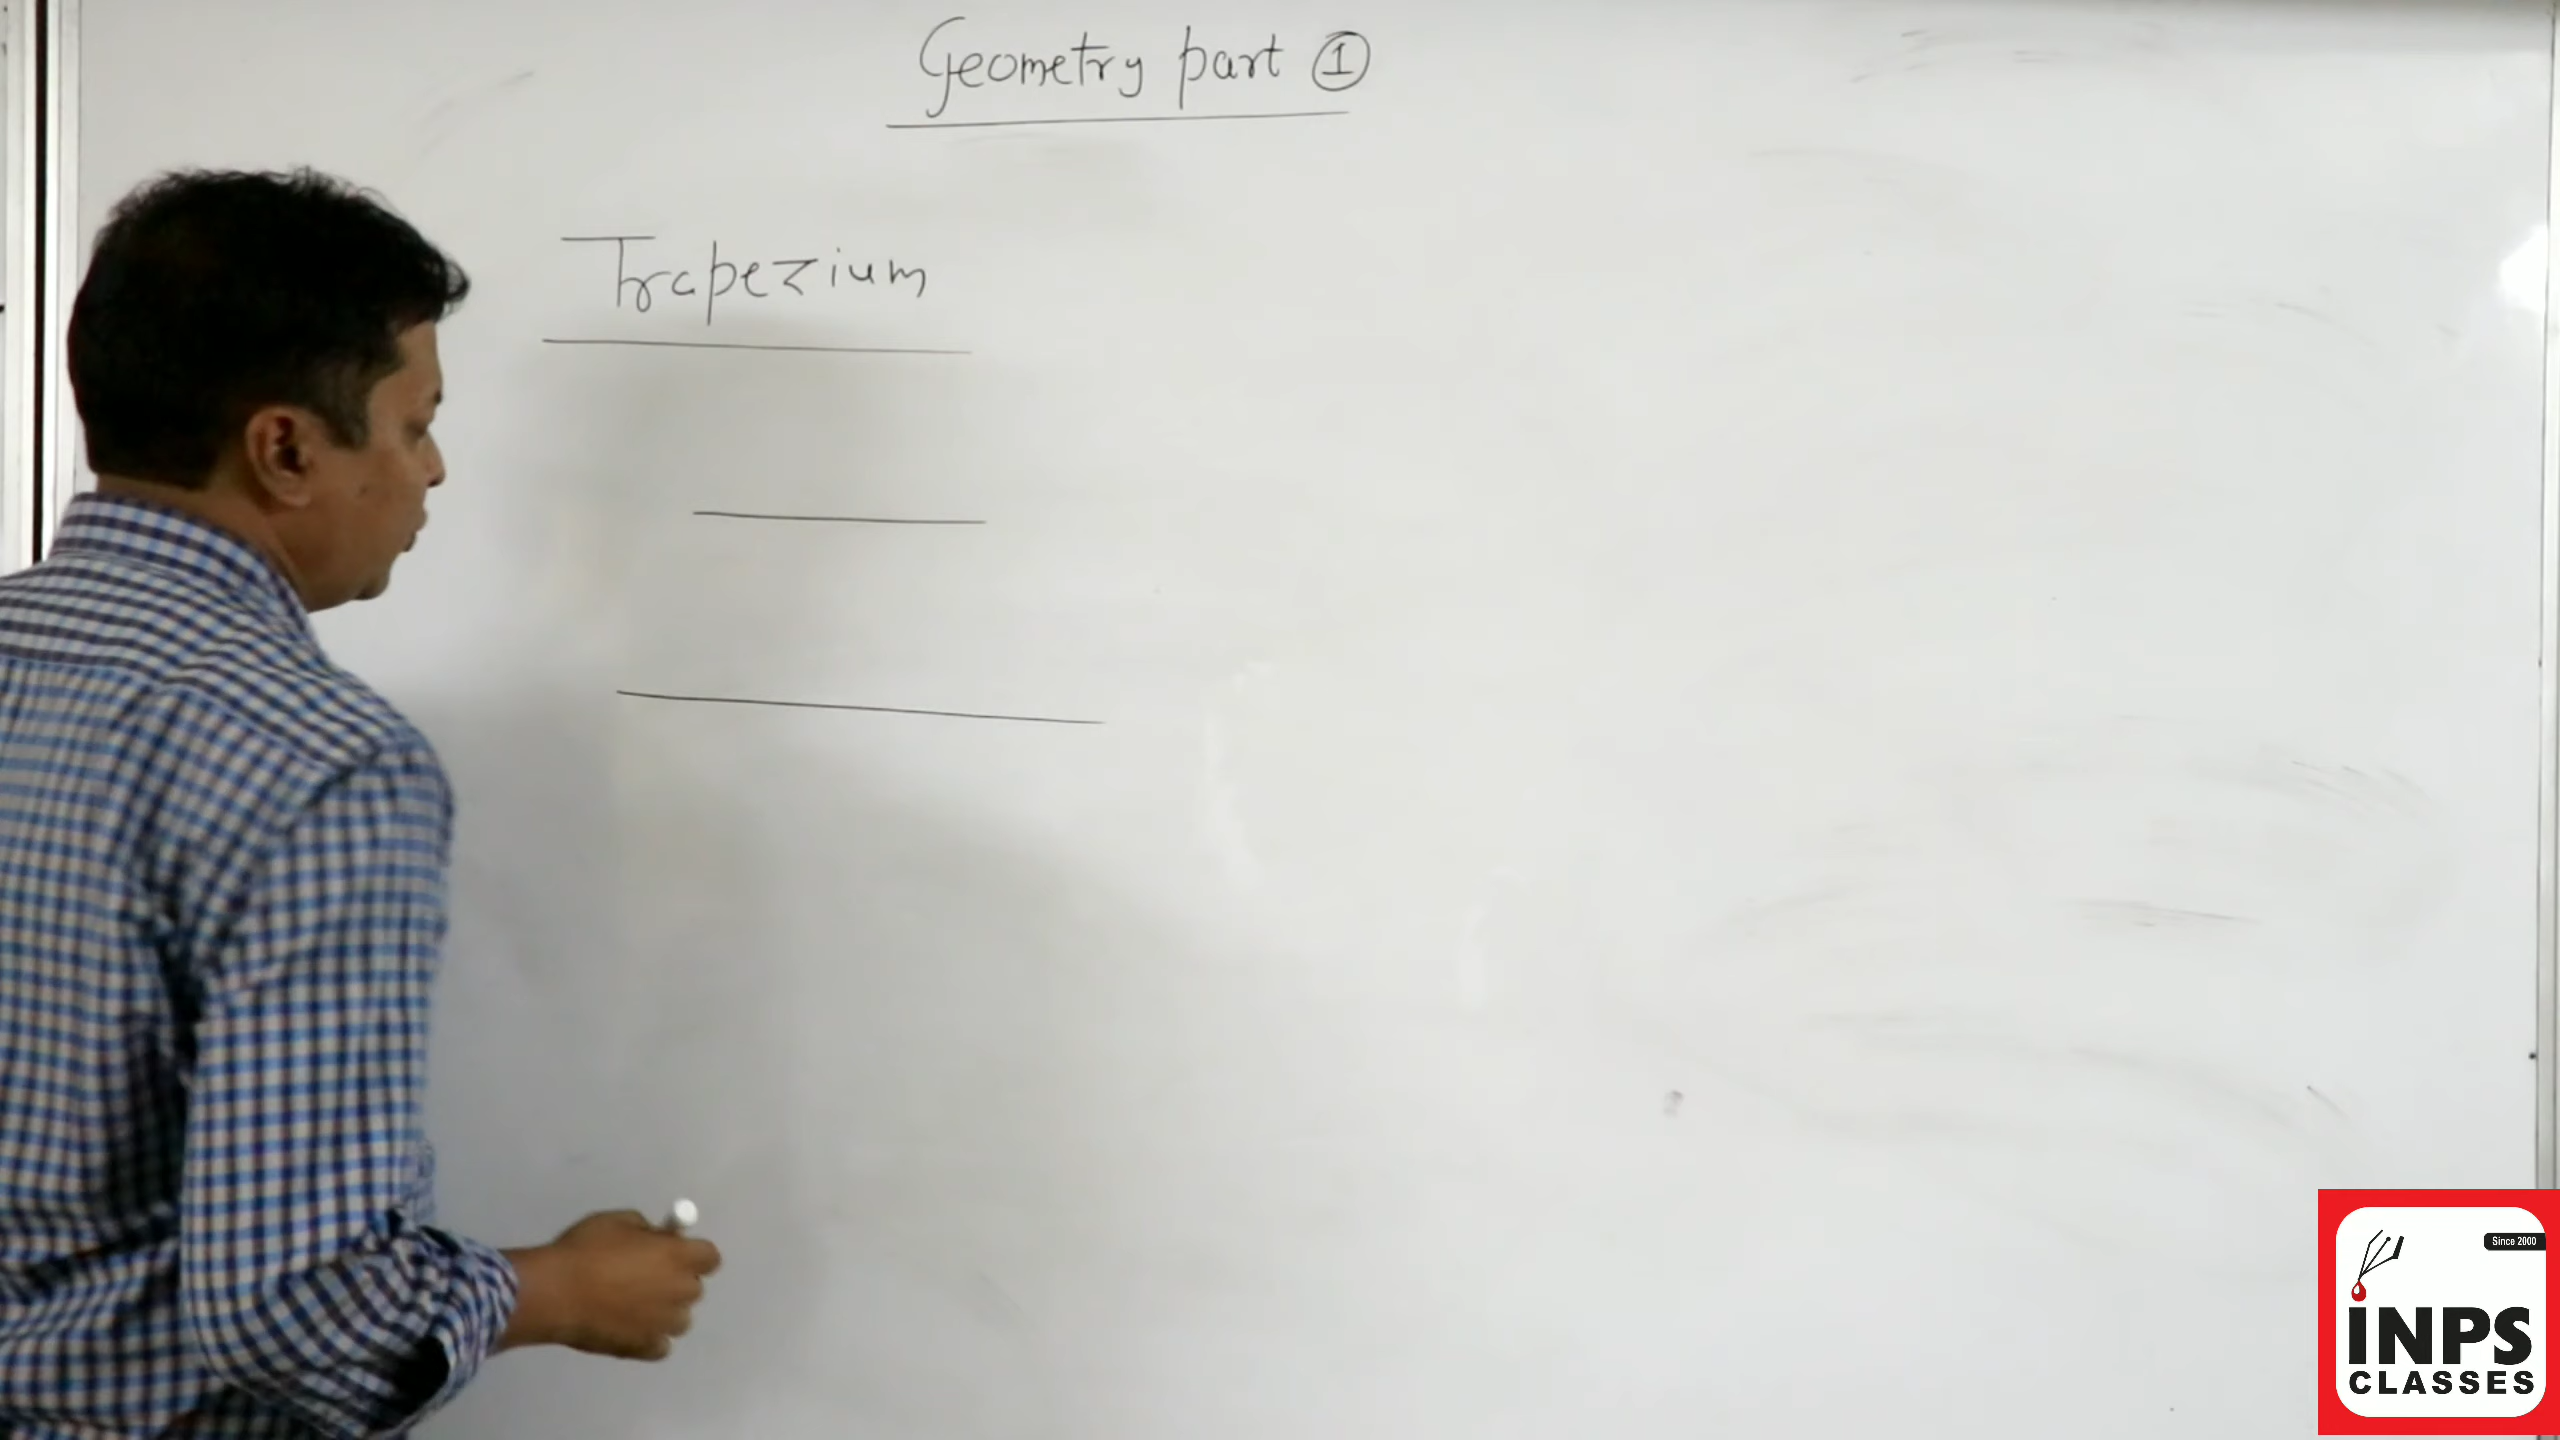 Geometry part ①
Trapezium
Since 2000
iNPS
CLASSES